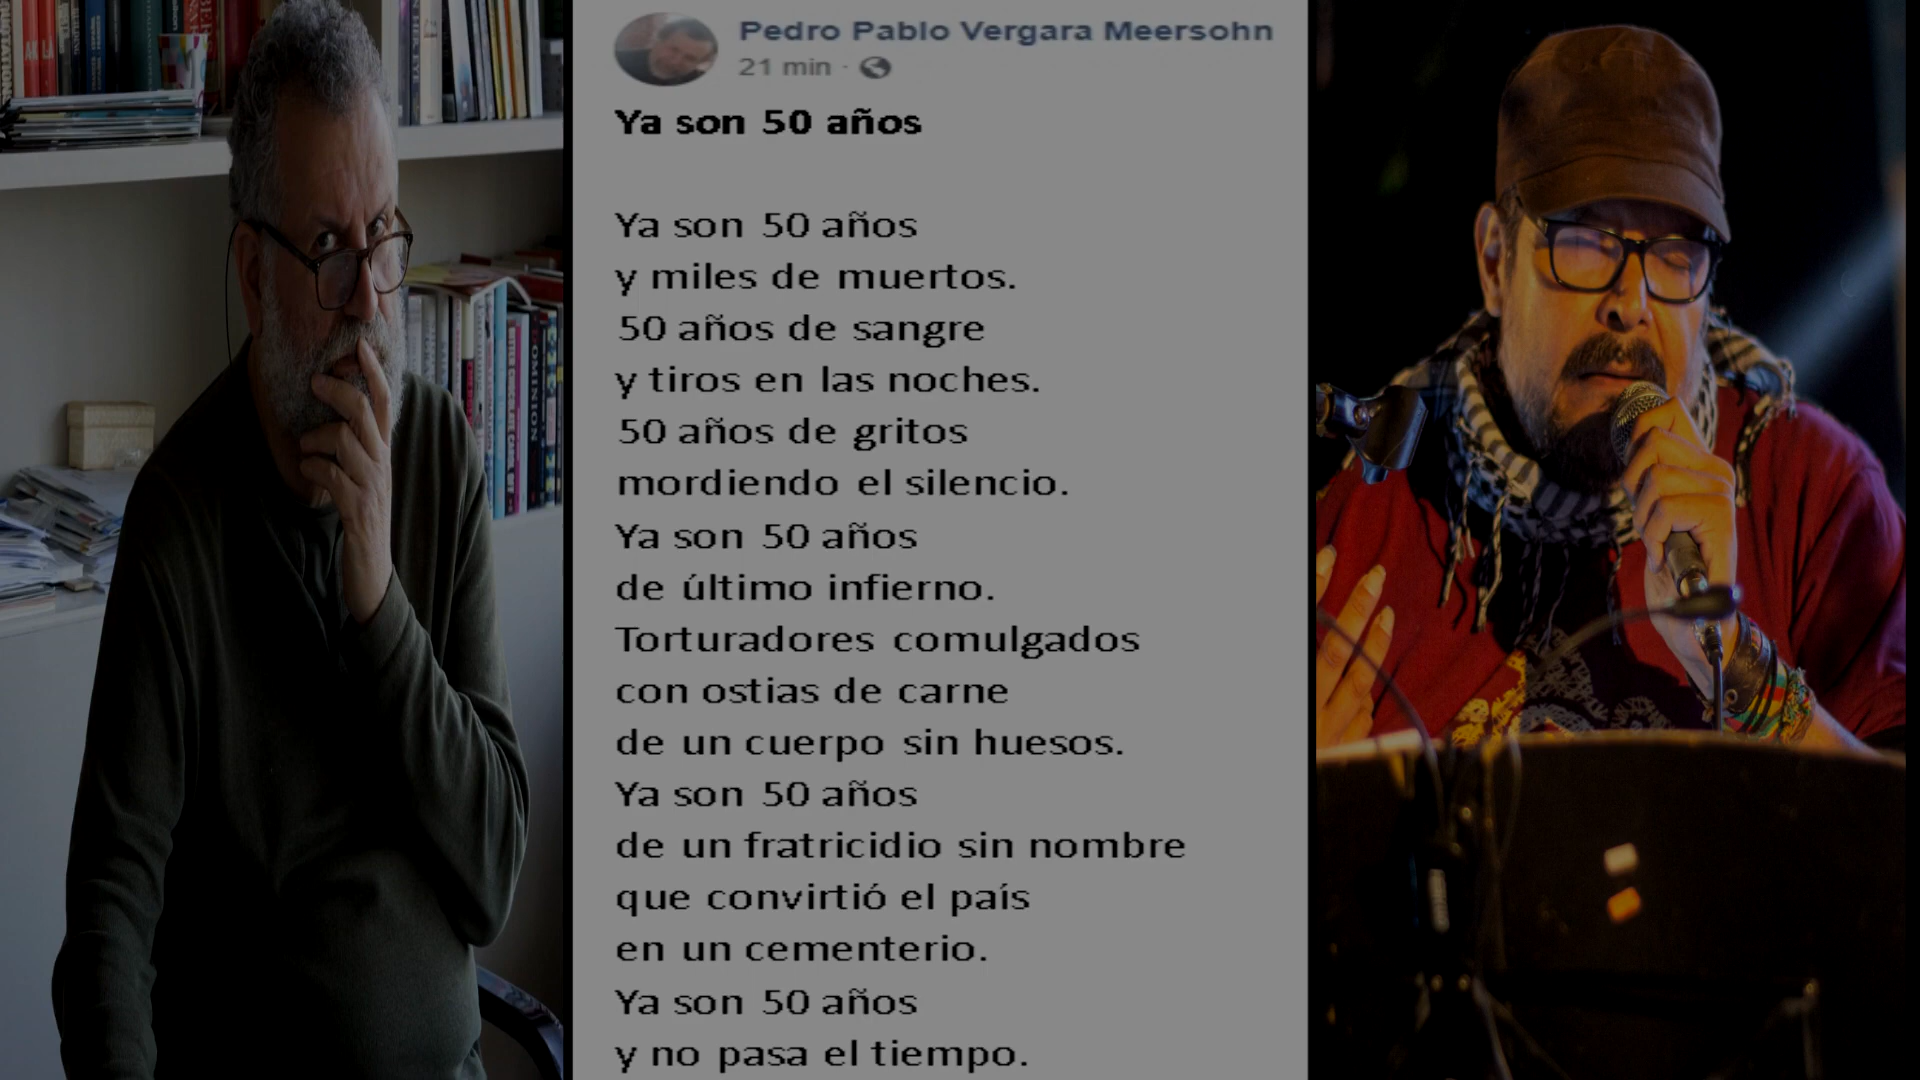 Pedro Pablo Vergara Meersohn
21 min ·
Ya son 50 años
Ya son 50 años
y miles de muertos.
50 años de sangre
y tiros en las noches.
50 años de gritos
mordiendo el silencio.
Ya son 50 años
de último infierno.
Torturadores comulgados
con ostias de carne
de un cuerpo sin huesos.
Ya son 50 años
de un fratricidio sin nombre
que convirtió el país
en un cementerio.
Ya son 50 años
y no pasa el tiempo.
DOMINION